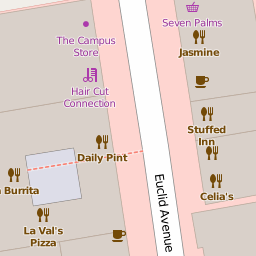 Seven Palms
The Campus
Store
Jasmine
Hair Cut
Connection
Stuffed
Inn
Daily Pint
Burrita
Celia's
Euclid Avenue
La Val's
Pizza